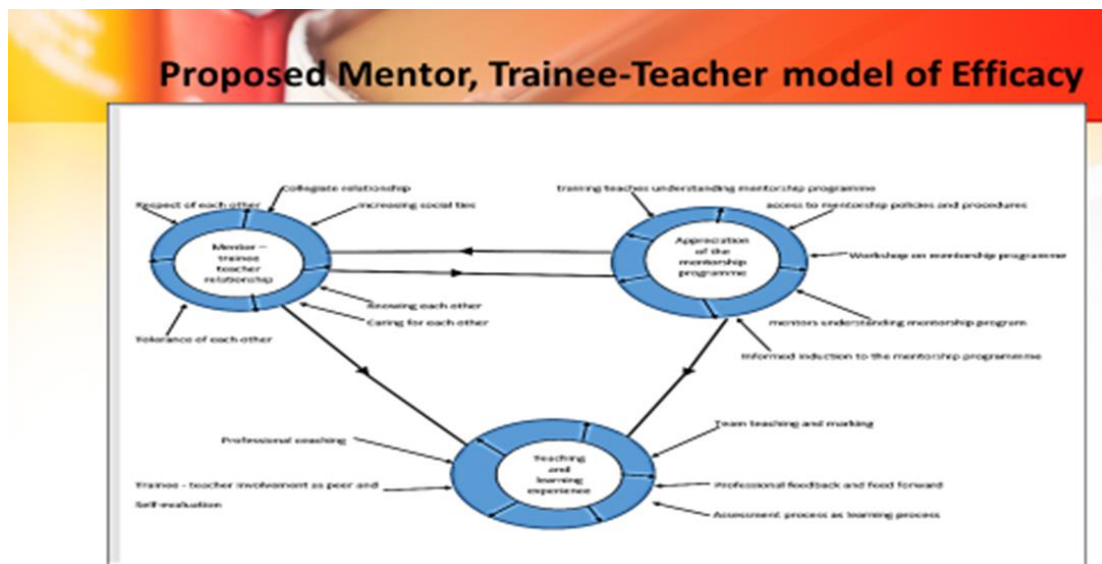 Proposed Mentor, Trainee-Teacher model of Efficacy
Collegiate relationship
Respect of each other
increasing social ties
Mentor –
trainee
teacher
relationship
Knowing each other
Caring for each other
Tolerance of each other
training teaches understanding mentorship programme
access to mentorship policies and procedures
Appreciation
of the
mentorship
programme
Workshop on mentorship programme
mentors understanding mentorship program
Informed induction to the mentorship programmme
Professional coaching
Trainee - teacher involvement as peer and
Self-evaluation
Teaching
and
learning
experience
Team teaching and marking
Professional feedback and feed forward
Assessment process as learning process